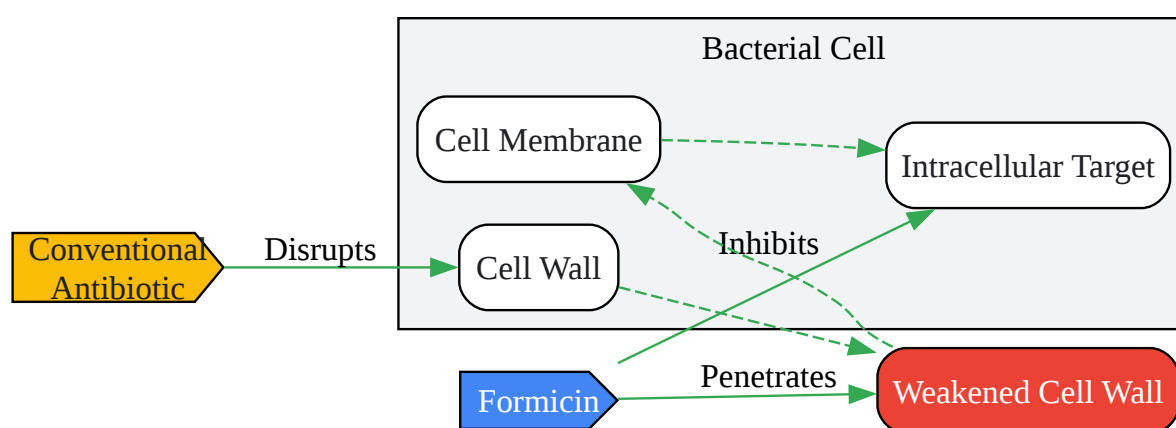 Bacterial Cell
Cell Membrane
Intracellular Target
Conventional
Antibiotic
Disrupts
Inhibits
Cell Wall
Penetrates
Formicin
Weakened Cell Wall